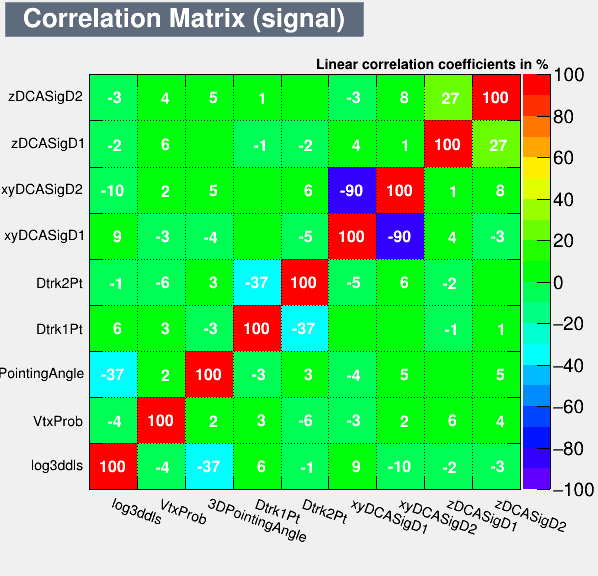 Correlation Matrix (signal)
Linear correlation coefficients in %
zDCASigD2 -3 4 5 1 -3 8 27 100
zDCASigD1 -2 6 -1 -2 4 1 100 27
xyDCASigD2 -10 2 5 6 -90 100 1 8
xyDCASigD1 9 -3 -4 -5 100 -90 4 -3
Dtrk2Pt -1 -6 3 -37 100 -5 6 -2
Dtrk1Pt 6 3 -3 100 -37 -1 1
PointingAngle -37 2 100 -3 3 -4 5 5
VtxProb -4 100 2 3 -6 -3 2 6 4
log3ddls 100 -4 -37 6 -1 9 -10 -2 -3
log3ddls VtxProb 3DPointingAngle Dtrk1Pt Dtrk2Pt xyDCASigD1 xyDCASigD2 zDCASigD1 zDCASigD2
100
80
60
40
20
0
−20
−40
−60
−80
−100